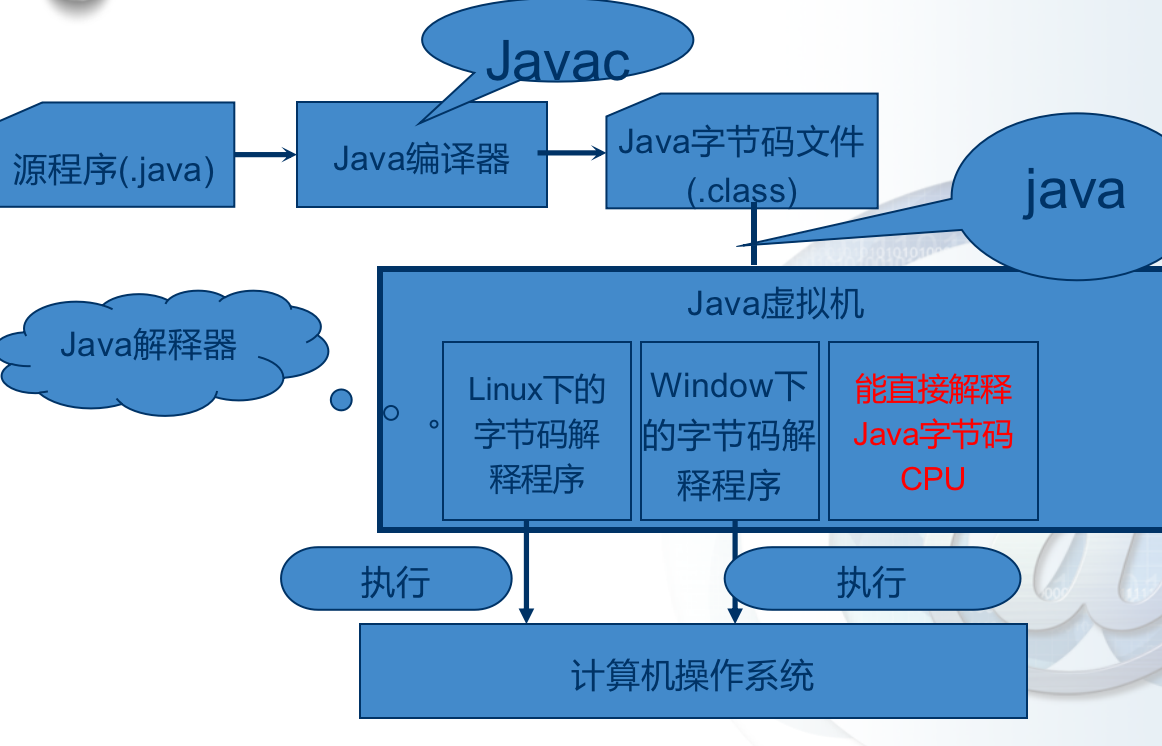 Javac
源程序(.java)
Java编译器
Java字节码文件
(.class)
java
Java虚拟机
Java解释器
Linux下的
字节码解
释程序
Window下
的字节码解
释程序
能直接解释
Java字节码
CPU
执行
执行
计算机操作系统